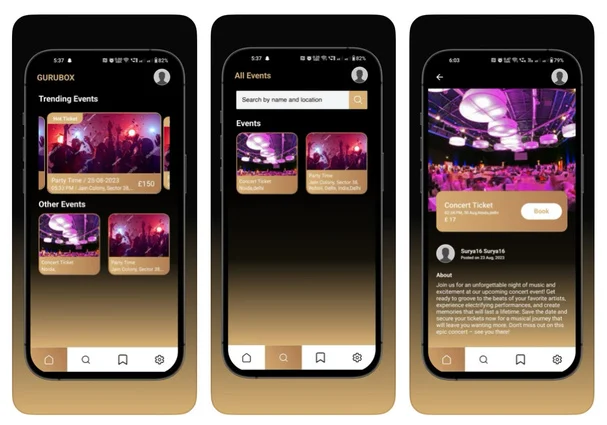 5:37
82%
GURUBOX
Trending Events
Hot Ticket
Party Time / 23-08-2023
05:53 PM / Jain Colony, Sector 38,..
£150
Other Events
Concert Ticket
Noida
Party Time
Jain Colony, Sector 38,..
5:37
82%
All Events
Search by name and location
Events
Concert Ticket
Noida,delhi
Party Time
Jain Colony, Sector 38,
Noida, Delhi, India,Delhi
6:03
79%
Concert Ticket
£ 17
Book
Surya16 Surya16
Posted on 23 Aug, 2023
About
Join us for an unforgettable night of music and
excitement at our upcoming concert event! Get
ready to groove to the beats of your favorite artists,
experience electrifying performances, and create
memories that will last a lifetime. Save the date and
secure your tickets now for a musical journey that
will leave you wanting more. Don't miss out on this
epic concert – see you there!